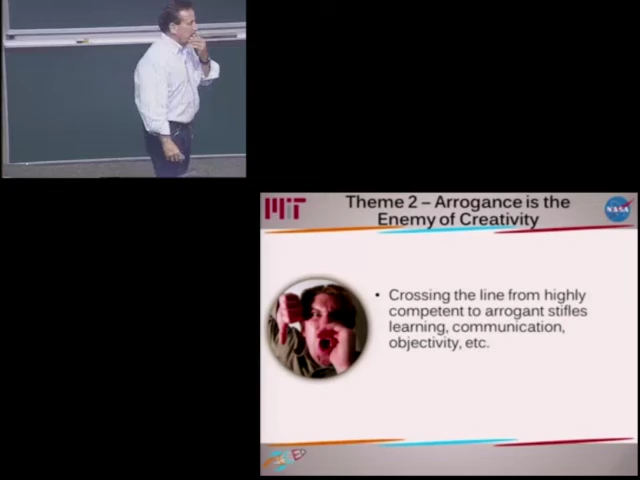 MIT
Theme 2 – Arrogance is the
Enemy of Creativity
NASA
• Crossing the line from highly
competent to arrogant stifles
learning, communication,
objectivity, etc.